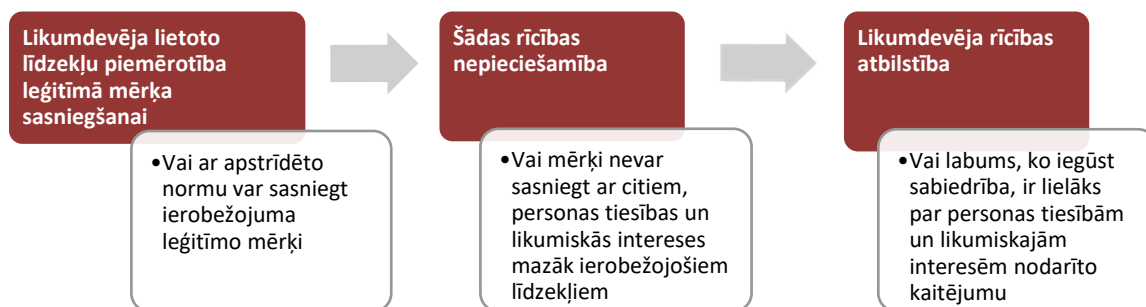 Likumdevēja lietoto
līdzekļu piemērotība
leģitīmā mērķa
sasniegšanai
•Vai ar apstrīdēto
normu var sasniegt
ierobežojuma
leģitīmo mērķi
Šādas rīcības
nepieciešamība
•Vai mērķi nevar
sasniegt ar citiem,
personas tiesības un
likumiskās intereses
mazāk ierobežojošiem
līdzekļiem
Likumdevēja rīcības
atbilstība
•Vai labums, ko iegūst
sabiedrība, ir lielāks
par personas tiesībām
un likumiskajām
interesēm nodarīto
kaitējumu